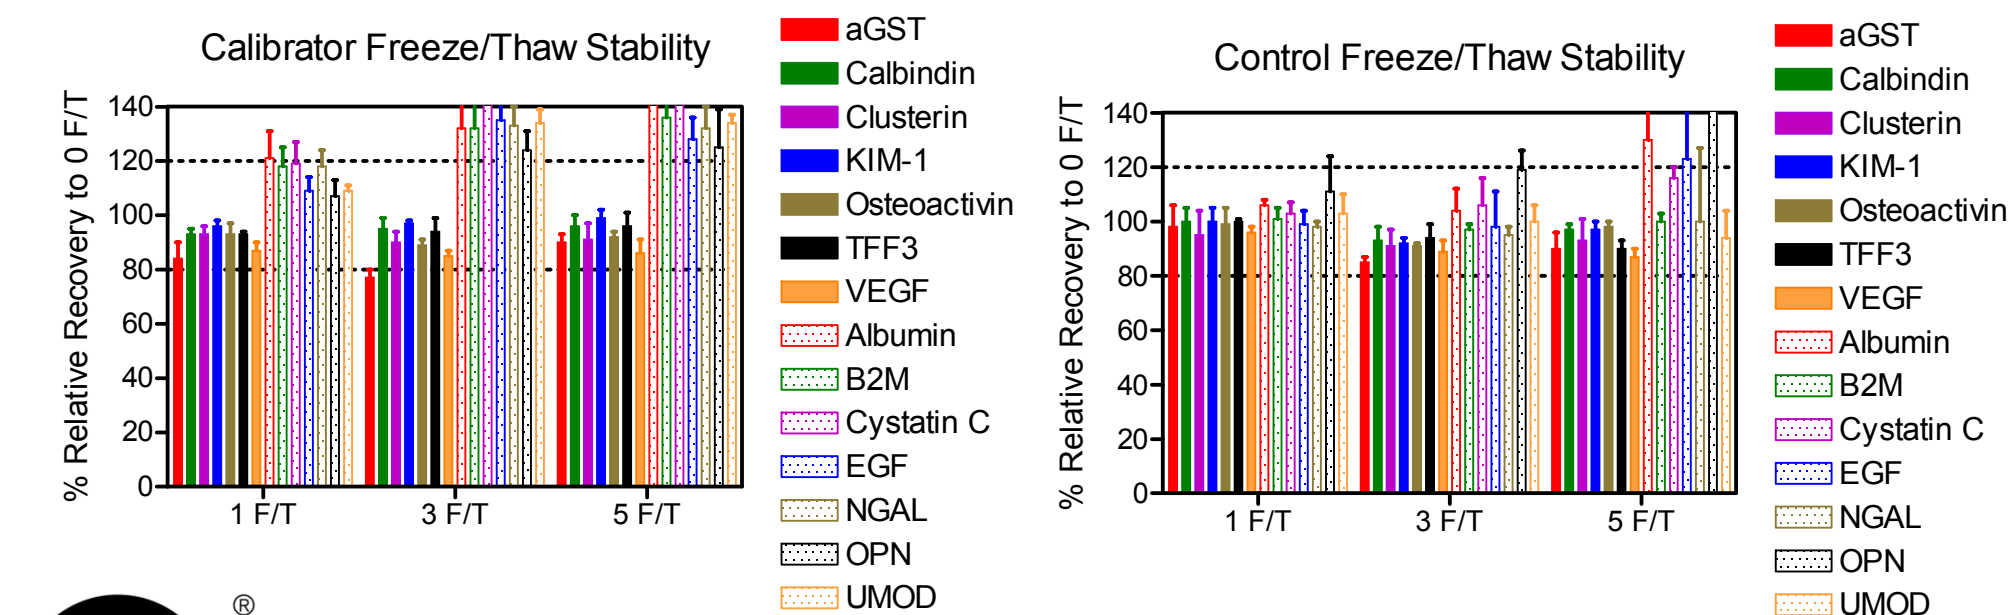 Calibrator Freeze/Thaw Stability
% Relative Recovery to 0 F/T
140
120
100
80
60
40
20
0
1 F/T
3 F/T
5 F/T
aGST
Calbindin
Clusterin
KIM-1
Osteoactivin
TFF3
VEGF
Albumin
B2M
Cystatin C
EGF
NGAL
OPN
UMOD
Control Freeze/Thaw Stability
% Relative Recovery to 0 F/T
140
120
100
80
60
40
20
0
1 F/T
3 F/T
5 F/T
aGST
Calbindin
Clusterin
KIM-1
Osteoactivin
TFF3
VEGF
Albumin
B2M
Cystatin C
EGF
NGAL
OPN
UMOD
®